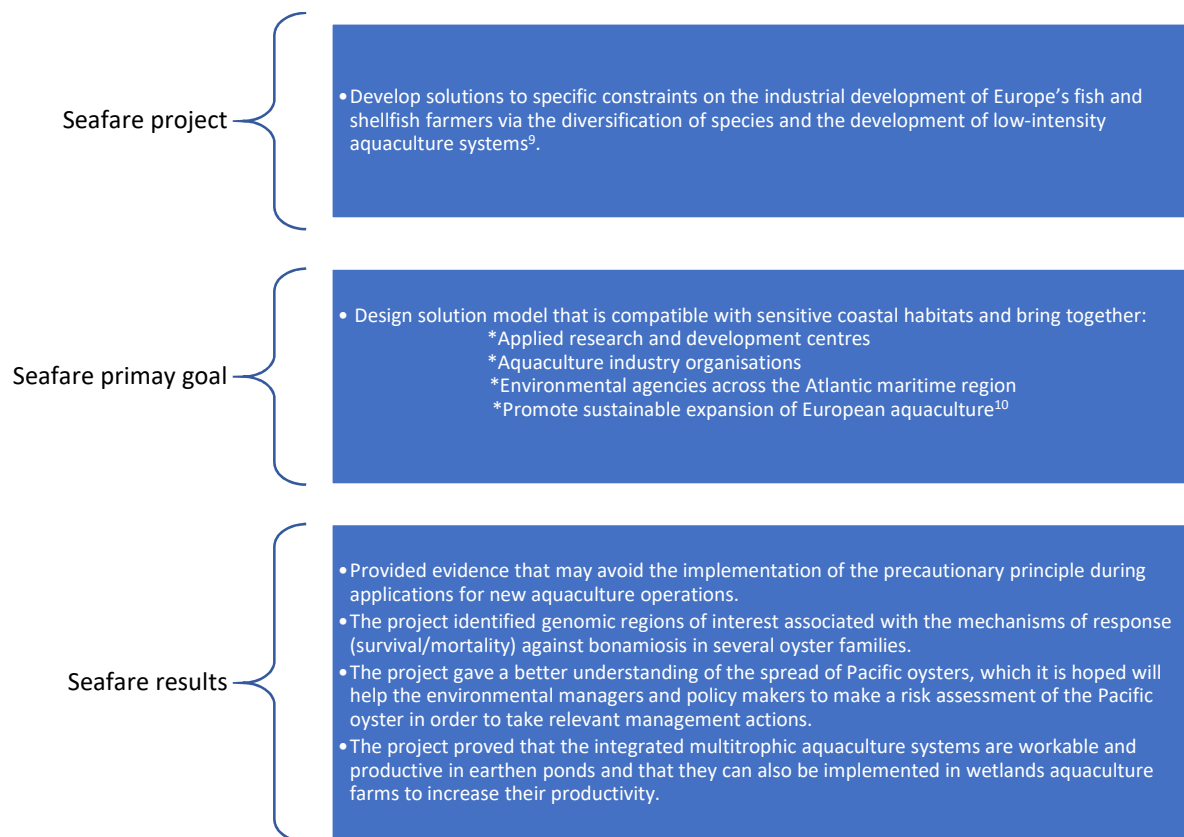 Seafare project
•Develop solutions to specific constraints on the industrial development of Europe's fish and
shellfish farmers via the diversification of species and the development of low-intensity
aquaculture systems⁹.
Seafare primay goal
• Design solution model that is compatible with sensitive coastal habitats and bring together:
*Applied research and development centres
*Aquaculture industry organisations
*Environmental agencies across the Atlantic maritime region
*Promote sustainable expansion of European aquaculture¹⁰
Seafare results
•Provided evidence that may avoid the implementation of the precautionary principle during
applications for new aquaculture operations.
•The project identified genomic regions of interest associated with the mechanisms of response
(survival/mortality) against bonamiosis in several oyster families.
•The project gave a better understanding of the spread of Pacific oysters, which it is hoped will
help the environmental managers and policy makers to make a risk assessment of the Pacific
oyster in order to take relevant management actions.
•The project proved that the integrated multitrophic aquaculture systems are workable and
productive in earthen ponds and that they can also be implemented in wetlands aquaculture
farms to increase their productivity.